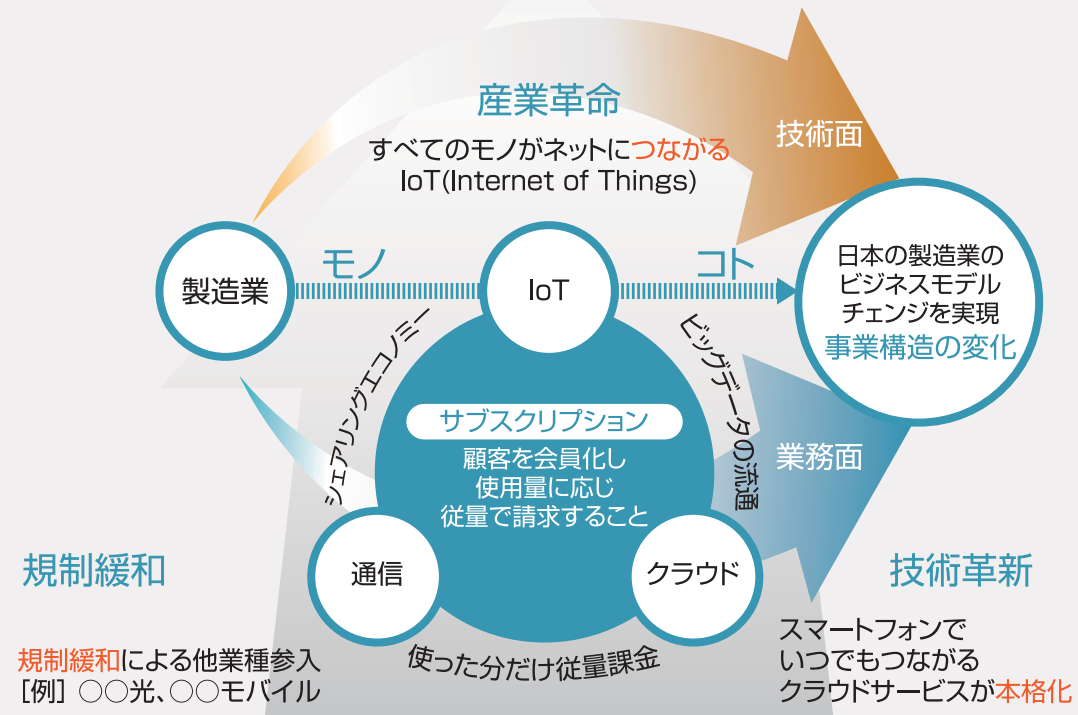 産業革命
すべてのモノがネットにつながる
IoT(Internet of Things)
技術面
製造業
モノ
IoT
コト
日本の製造業の
ビジネスモデル
チェンジを実現
事業構造の変化
シェアリングエコノミー
ビッグデータの流通
サブスクリプション
顧客を会員化し
使用量に応じ
従量で請求すること
業務面
通信
クラウド
使った分だけ従量課金
規制緩和
規制緩和による他業種参入
[例] ○○光、○○モバイル
技術革新
スマートフォンで
いつでもつながる
クラウドサービスが本格化